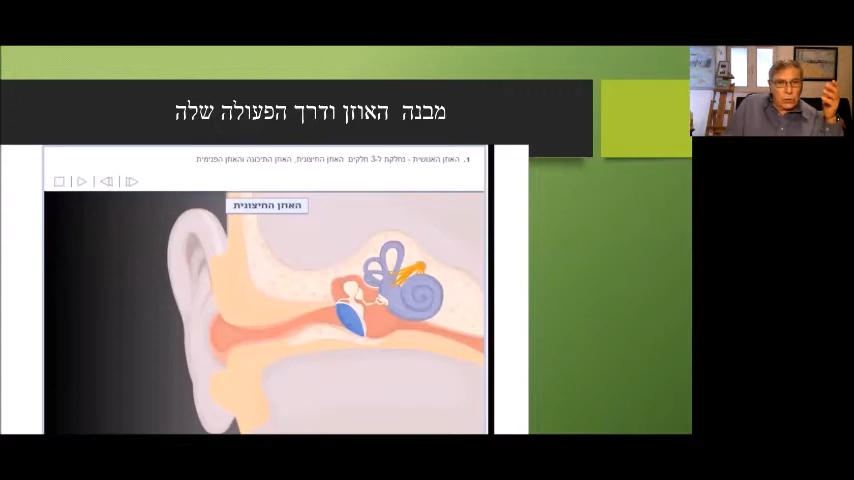 מבנה האוזן ודרך הפעולה שלה
1. האוזן האנושית - נחלקת ל-3 חלקים: האוזן החיצונית, האוזן התיכונה והאוזן הפנימית.
האוזן החיצונית